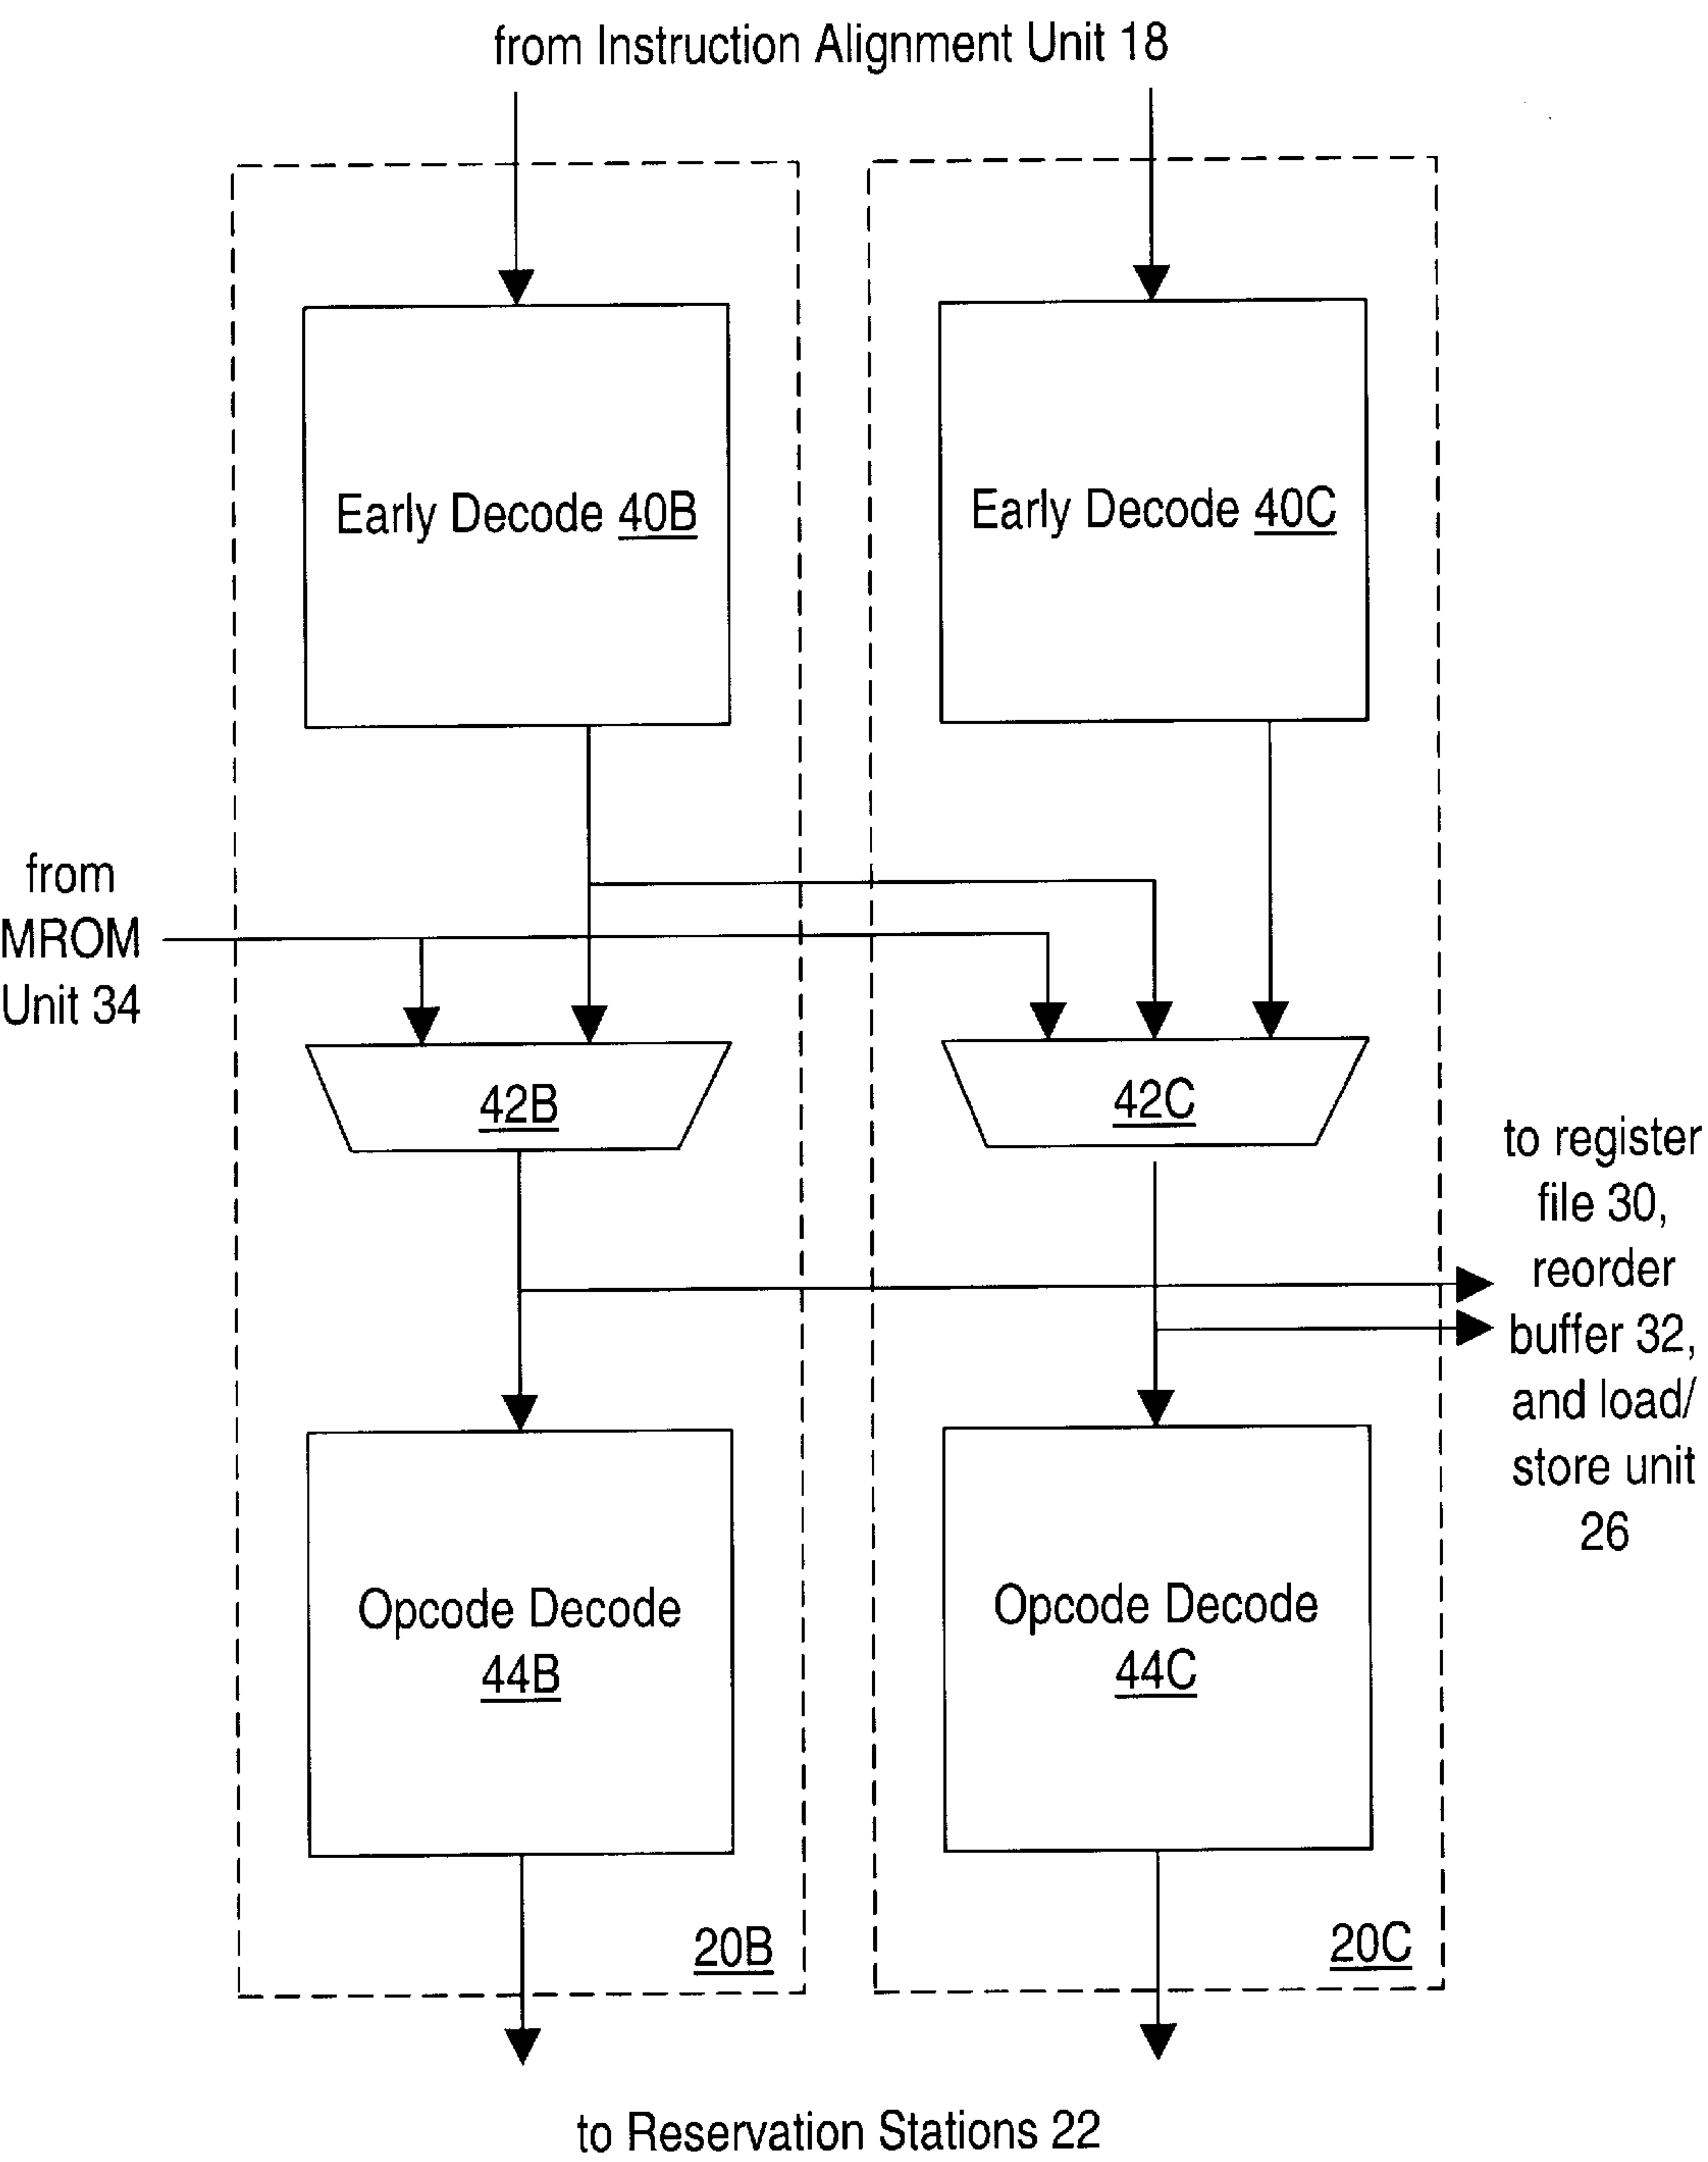 from Instruction Alignment Unit 18
Early Decode 40B
Early Decode 40C
from
MROM
Unit 34
42B
42C
to register
file 30,
reorder
buffer 32,
and load/
store unit
26
Opcode Decode
44B
Opcode Decode
44C
20B
20C
to Reservation Stations 22